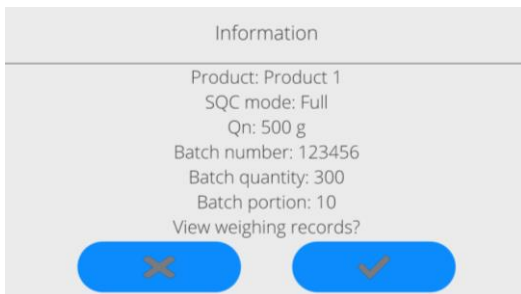 Information
Product: Product 1
SQC mode: Full
Qn: 500 g
Batch number: 123456
Batch quantity: 300
Batch portion: 10
View weighing records?